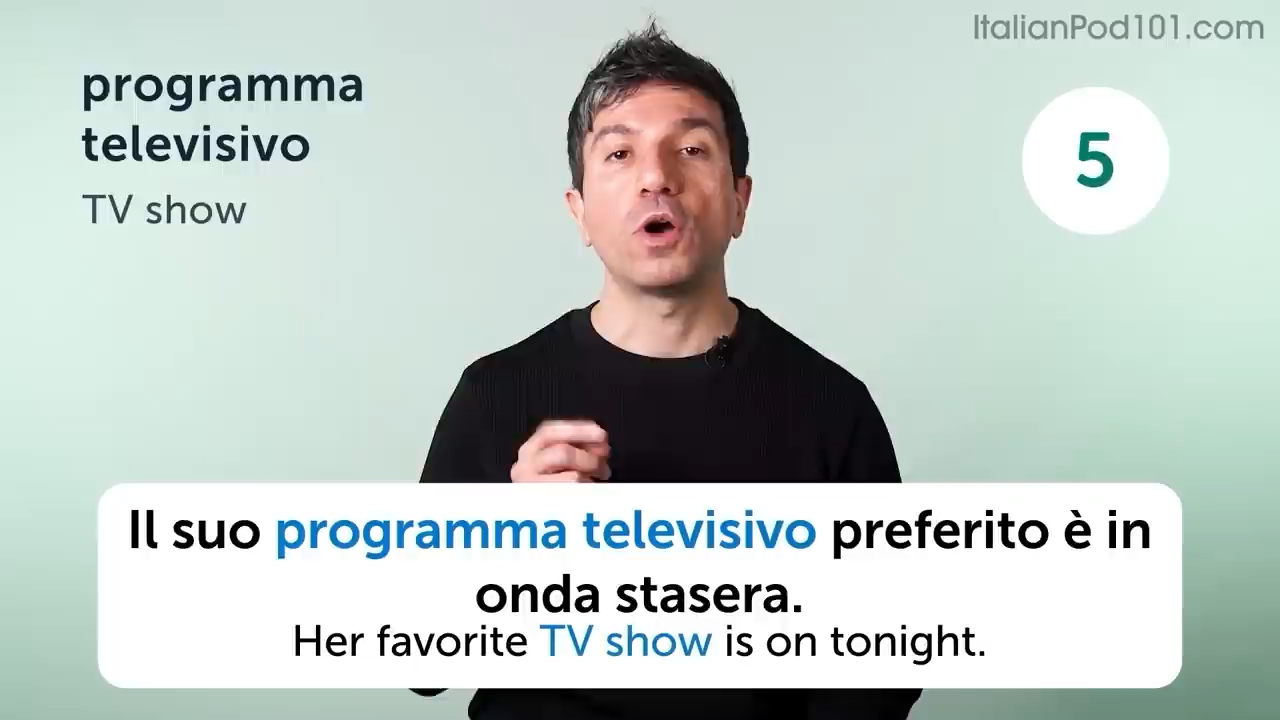 ItalianPod101.com
programma
televisivo
TV show
5
Il suo programma televisivo preferito è in
onda stasera.
Her favorite TV show is on tonight.